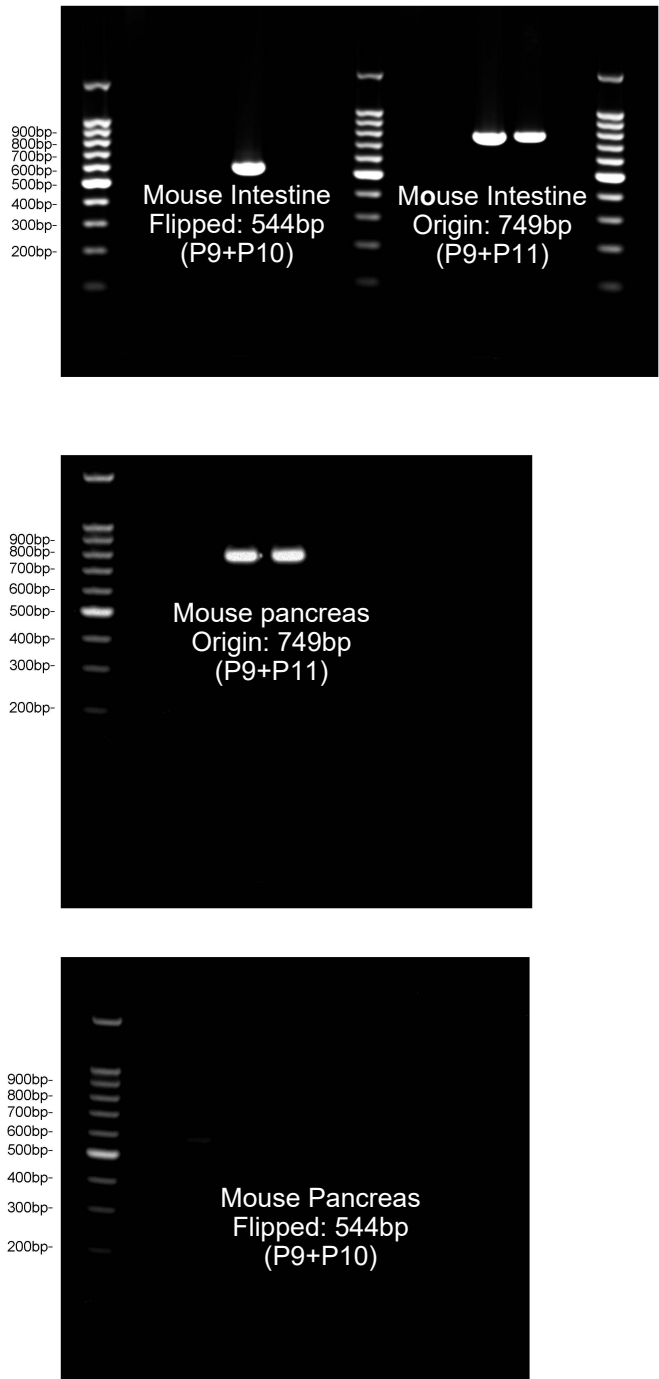 900bp-
800bp-
700bp-
600bp-
500bp-
400bp-
300bp-
200bp-
Mouse Intestine
Flipped: 544bp
(P9+P10)
Mouse Intestine
Origin: 749bp
(P9+P11)
900bp-
800bp-
700bp-
600bp-
500bp-
400bp-
300bp-
200bp-
Mouse pancreas
Origin: 749bp
(P9+P11)
900bp-
800bp-
700bp-
600bp-
500bp-
400bp-
300bp-
200bp-
Mouse Pancreas
Flipped: 544bp
(P9+P10)